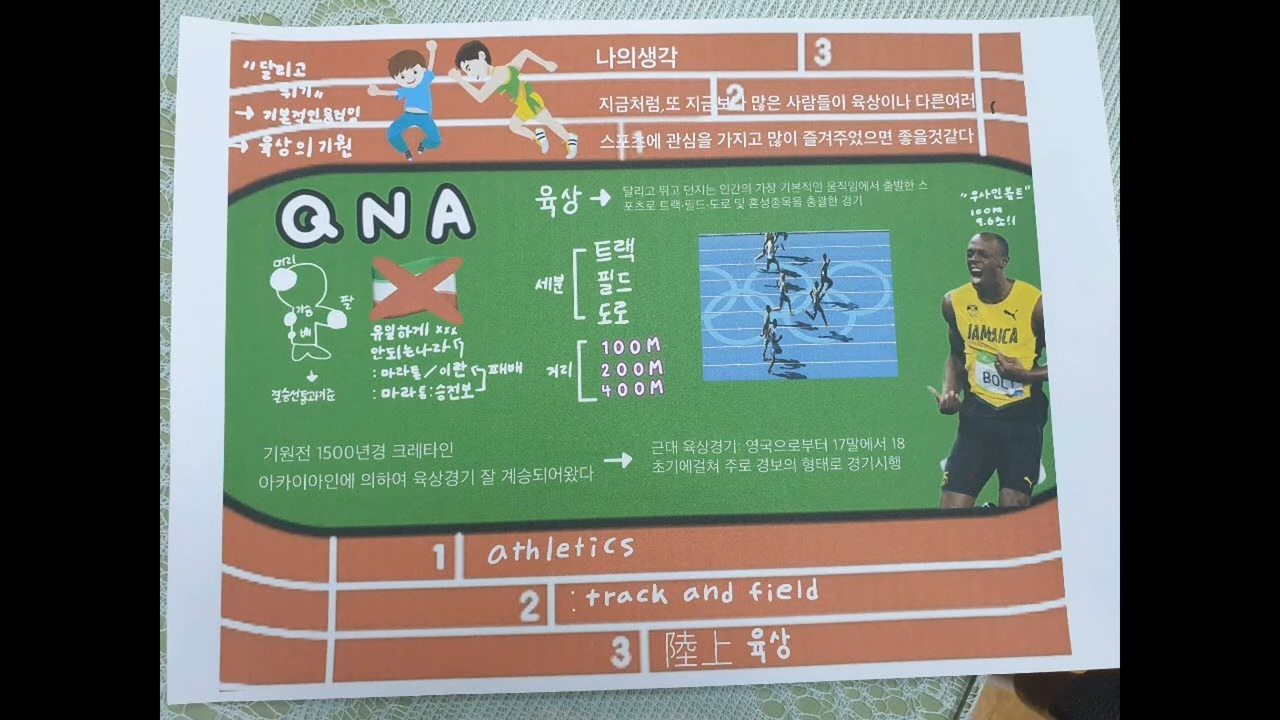 나의생각
3
2
지금처럼,또 지금보다 많은 사람들이 육상이나 다른여러
1
스포츠에 관심을 가지고 많이 즐겨주었으면 좋을것같다
"달리고
뛰기"
→ 기본적인움직임
→ 육상의기원
QNA
육상 →
달리고 뛰고 던지는 인간의 가장 기본적인 움직임에서 출발한 스
포츠로 트랙·필드·도로 및 혼성종목을 총괄한 경기
"우사인볼트"
100M
9.6초!!
머리
팔
가슴
배
결승선통과기준
유일하게 xxx
안되는나라
:마라톤/이란
패배
:마라톤:승전보
세분
트랙
필드
도로
거리
100M
200M
400M
JAMAICA
BOLT
기원전 1500년경 크레타인
아카이아인에 의하여 육상경기 잘 계승되어왔다
→
근대 육상경기: 영국으로부터 17말에서 18
초기에걸쳐 주로 경보의 형태로 경기시행
1 athletics
2 :track and field
3 陸上 육상